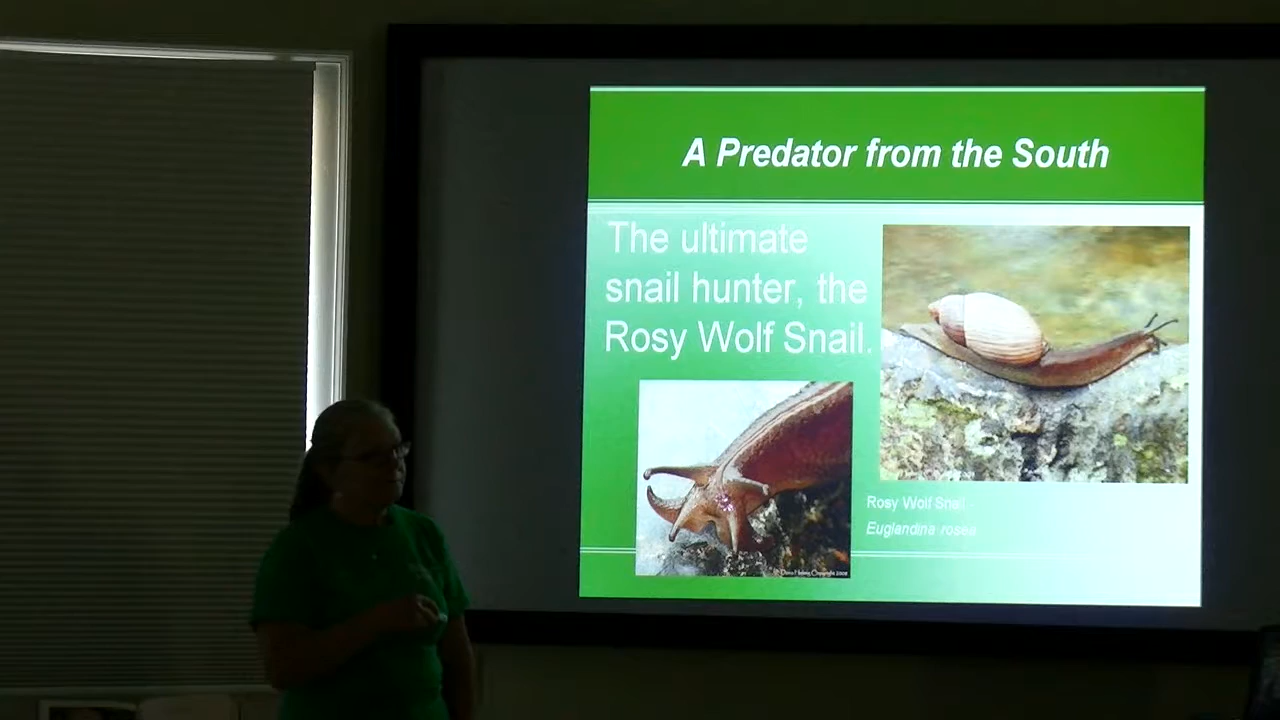 A Predator from the South
The ultimate
snail hunter, the
Rosy Wolf Snail.
Rosy Wolf Snail
Euglandina rosea